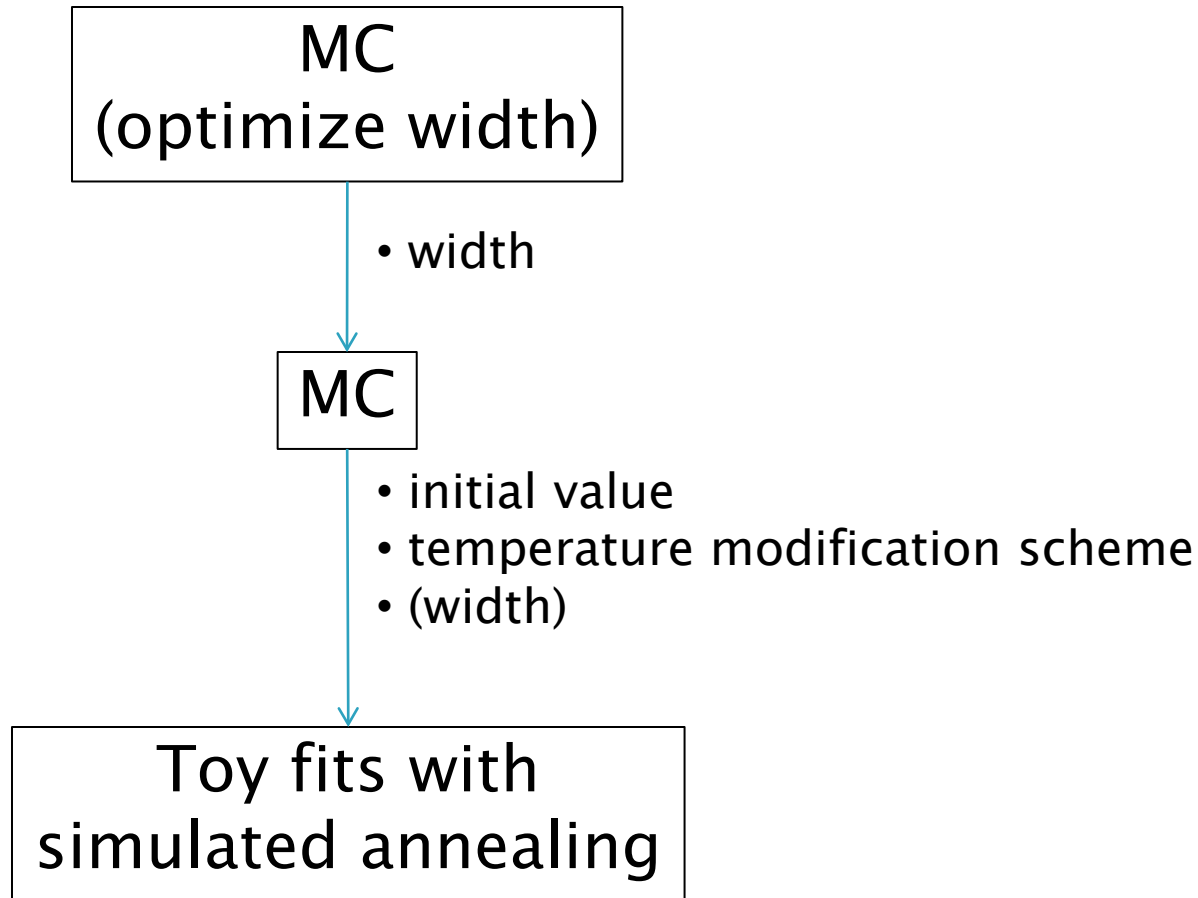 MC
(optimize width)
• width
MC
• initial value
• temperature modification scheme
• (width)
Toy fits with
simulated annealing